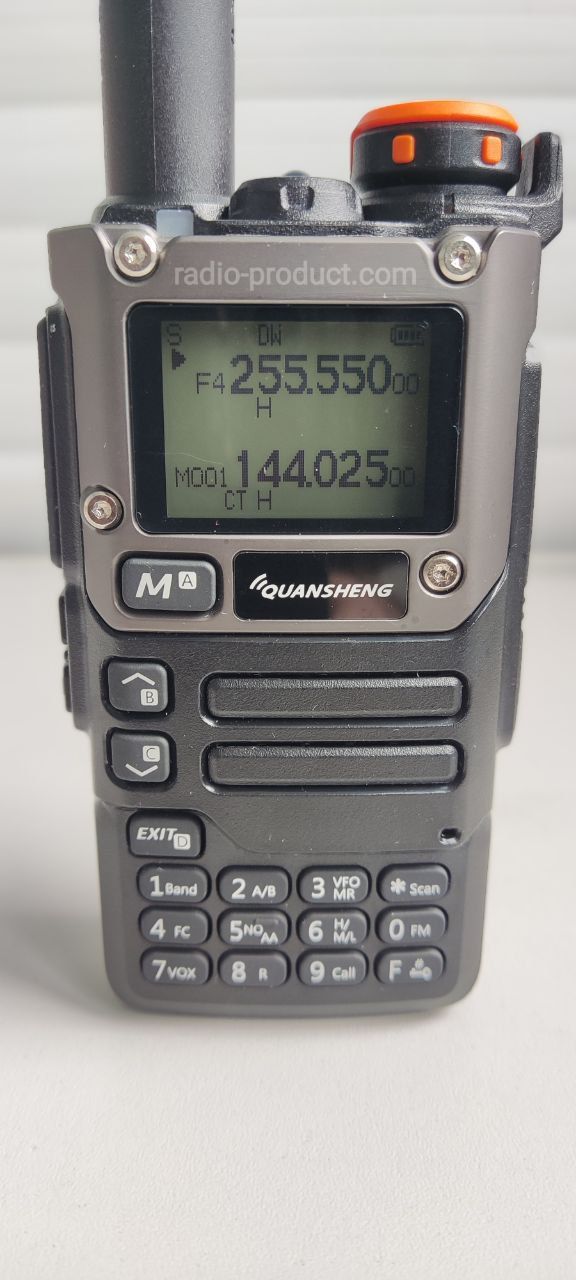 radio-product.com
S DW
F4 255.55000
H
M001 144.02500
CT H
M A
QUANSHENG
B
C
EXIT D
1 Band 2 A/B 3 VFO MR * Scan
4 FC 5 NOAA 6 H/M/L 0 FM
7 VOX 8 R 9 Call F